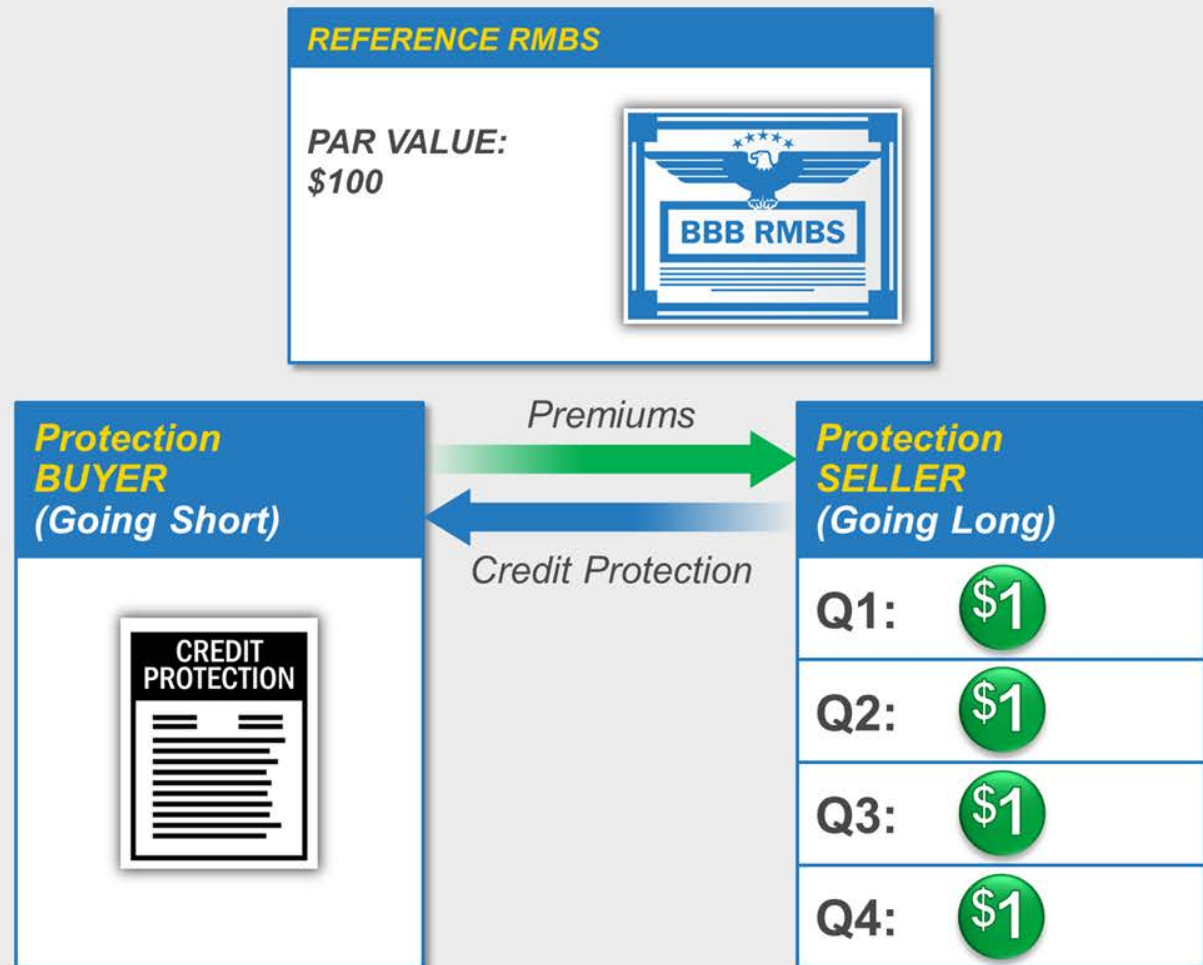 REFERENCE RMBS
PAR VALUE:
$100
BBB RMBS
Premiums
Protection
BUYER
(Going Short)
Protection
SELLER
(Going Long)
Credit Protection
CREDIT
PROTECTION
Q1: $1
Q2: $1
Q3: $1
Q4: $1